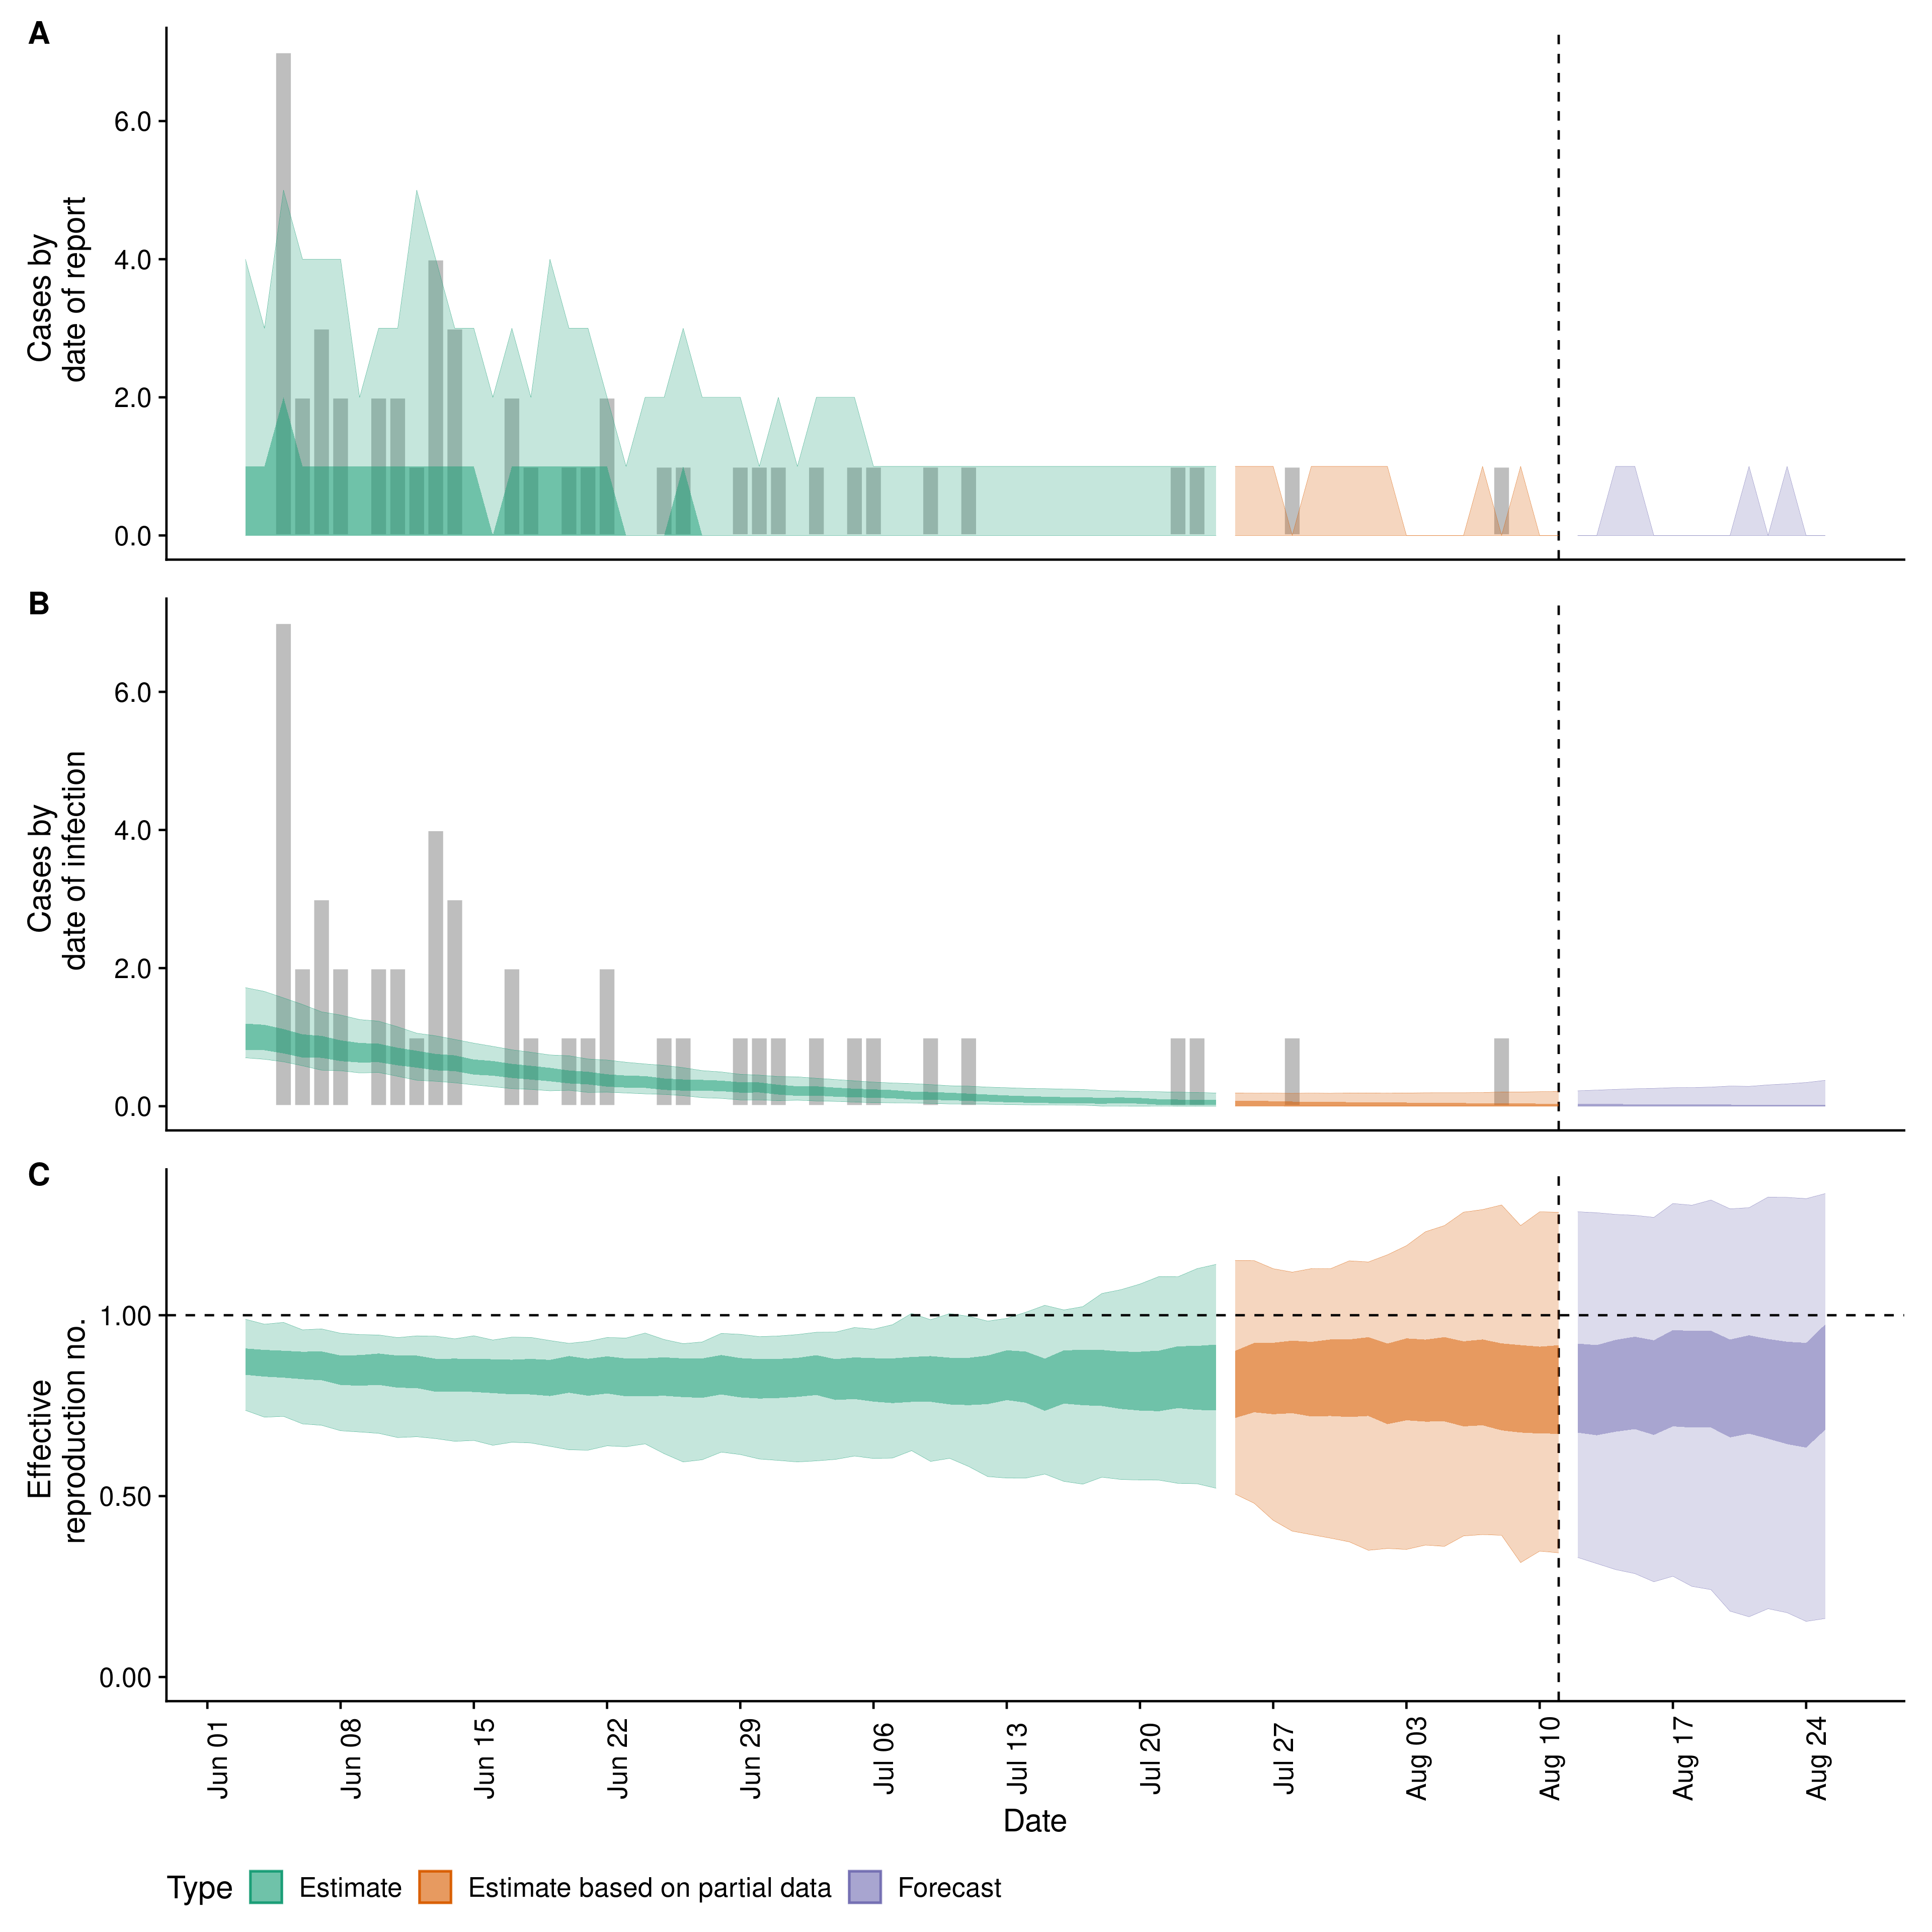 A
Cases by
date of report
6.0
4.0
2.0
0.0
B
Cases by
date of infection
6.0
4.0
2.0
0.0
C
Effective
reproduction no.
1.00
0.50
0.00
Jun 01
Jun 08
Jun 15
Jun 22
Jun 29
Jul 06
Jul 13
Jul 20
Jul 27
Aug 03
Aug 10
Aug 17
Aug 24
Date
Type Estimate Estimate based on partial data Forecast